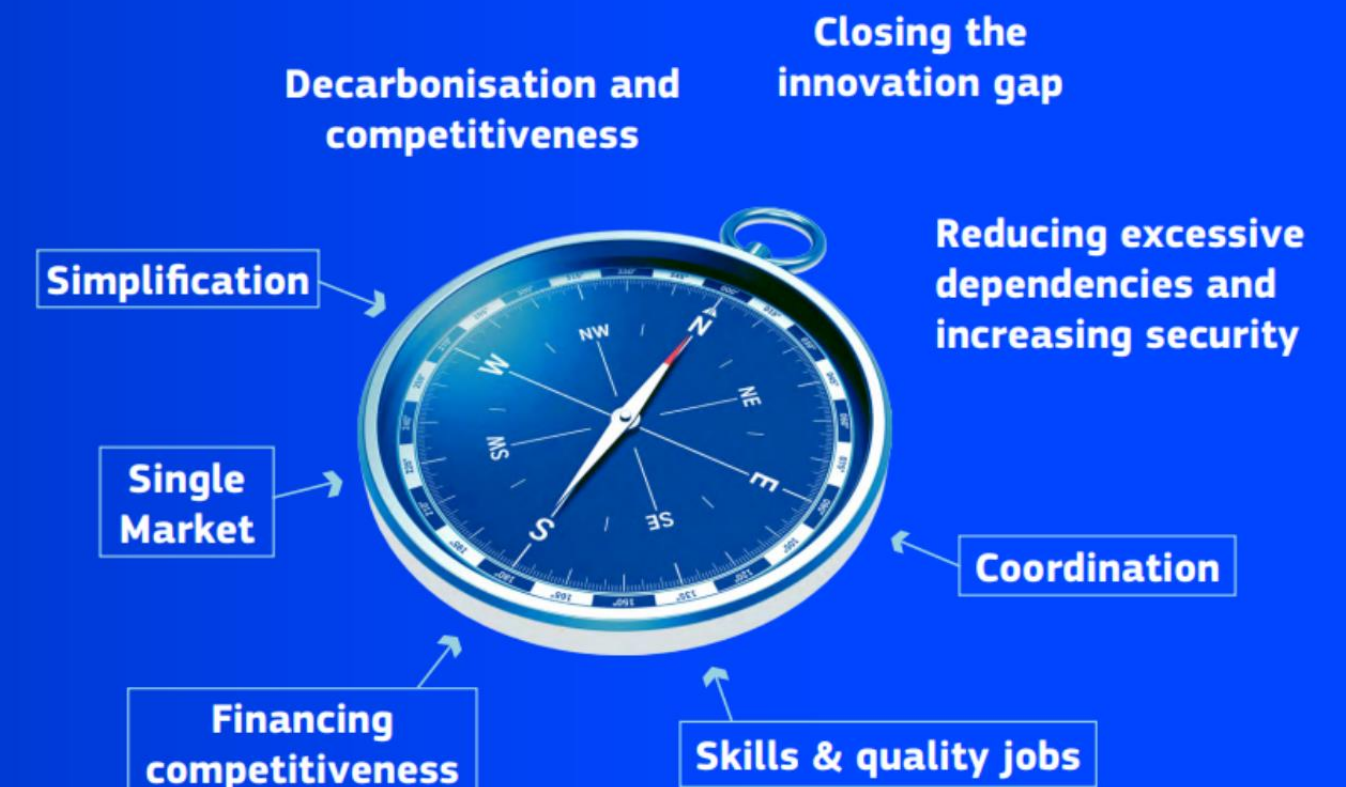 Closing the
innovation gap
Decarbonisation and
competitiveness
Reducing excessive
dependencies and
increasing security
Simplification
Single
Market
Coordination
Financing
competitiveness
Skills & quality jobs
N
NE
E
SE
S
SW
W
NW